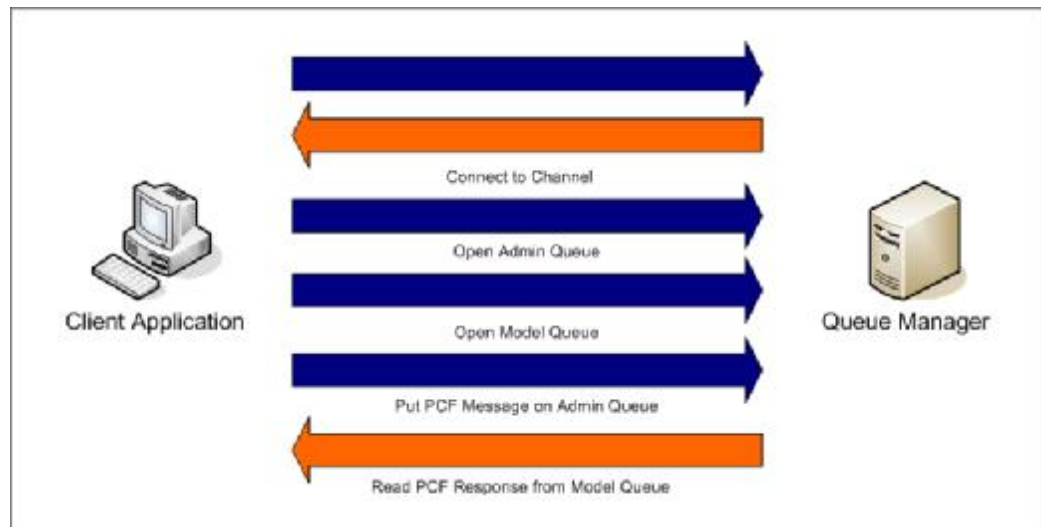 Connect to Channel
Open Admin Queue
Client Application
Queue Manager
Open Model Queue
Put PCF Message on Admin Queue
Read PCF Response from Model Queue